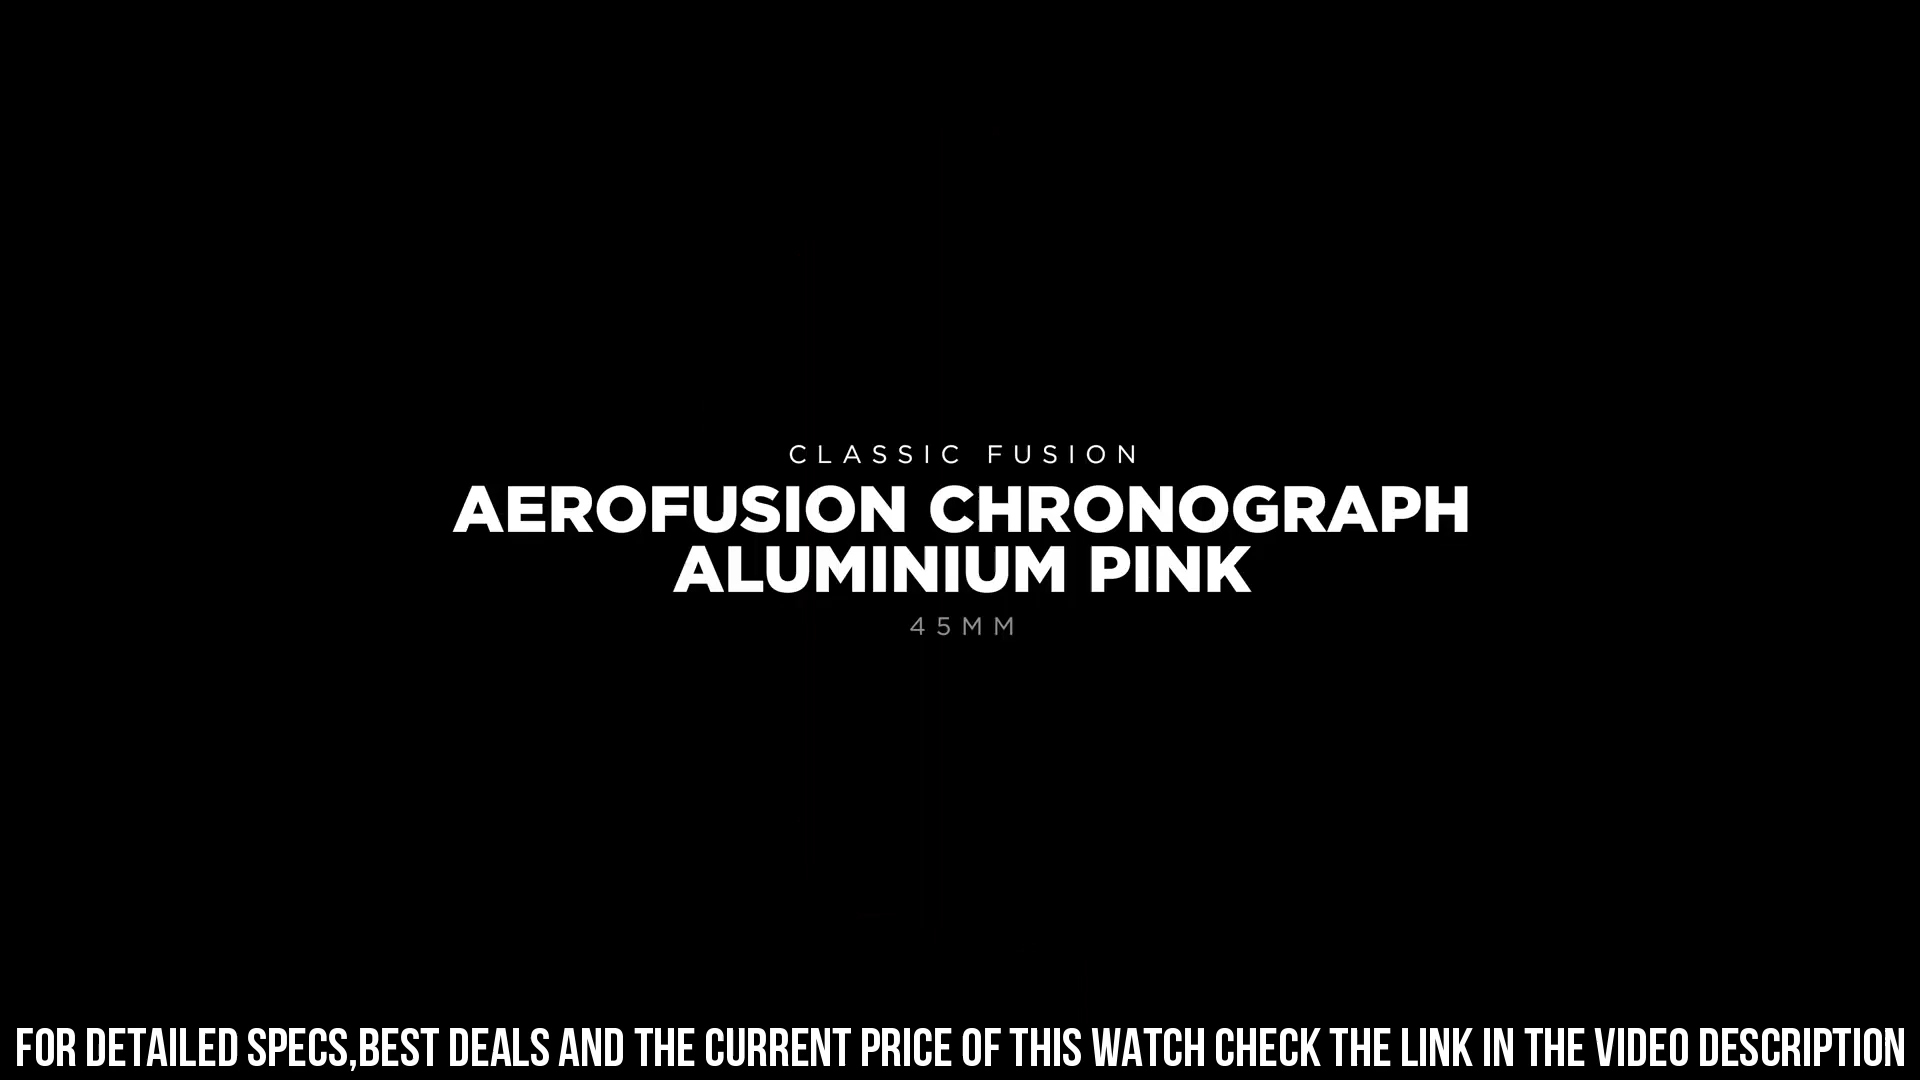 CLASSIC FUSION
AEROFUSION CHRONOGRAPH
ALUMINIUM PINK
45MM
FOR DETAILED SPECS,BEST DEALS AND THE CURRENT PRICE OF THIS WATCH CHECK THE LINK IN THE VIDEO DESCRIPTION